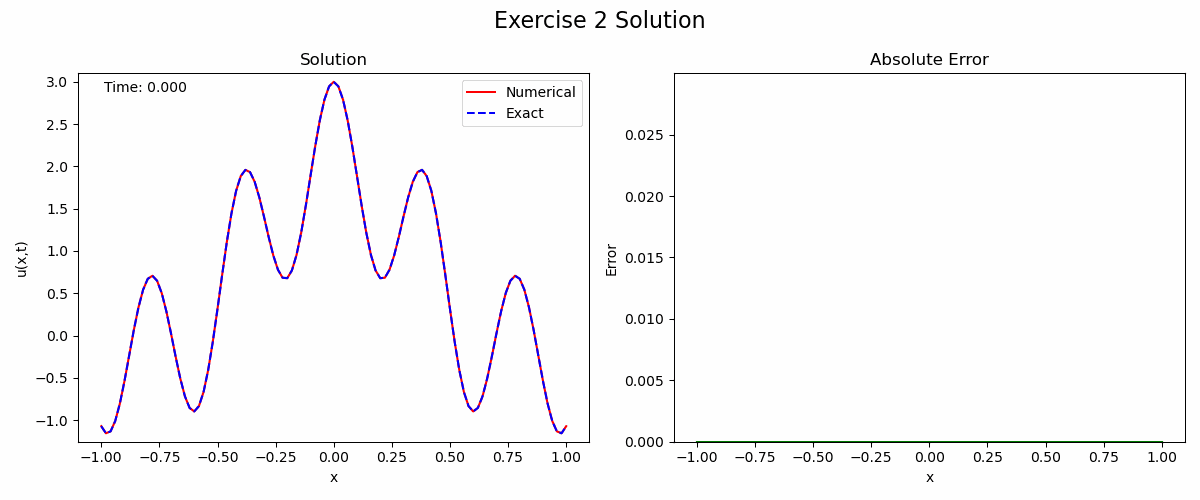 Exercise 2 Solution
Solution
Time: 0.000
Numerical
Exact
3.0
2.5
2.0
1.5
1.0
0.5
0.0
−0.5
−1.0
u(x,t)
−1.00 −0.75 −0.50 −0.25 0.00 0.25 0.50 0.75 1.00
x
Absolute Error
0.025
0.020
0.015
0.010
0.005
0.000
Error
−1.00 −0.75 −0.50 −0.25 0.00 0.25 0.50 0.75 1.00
x